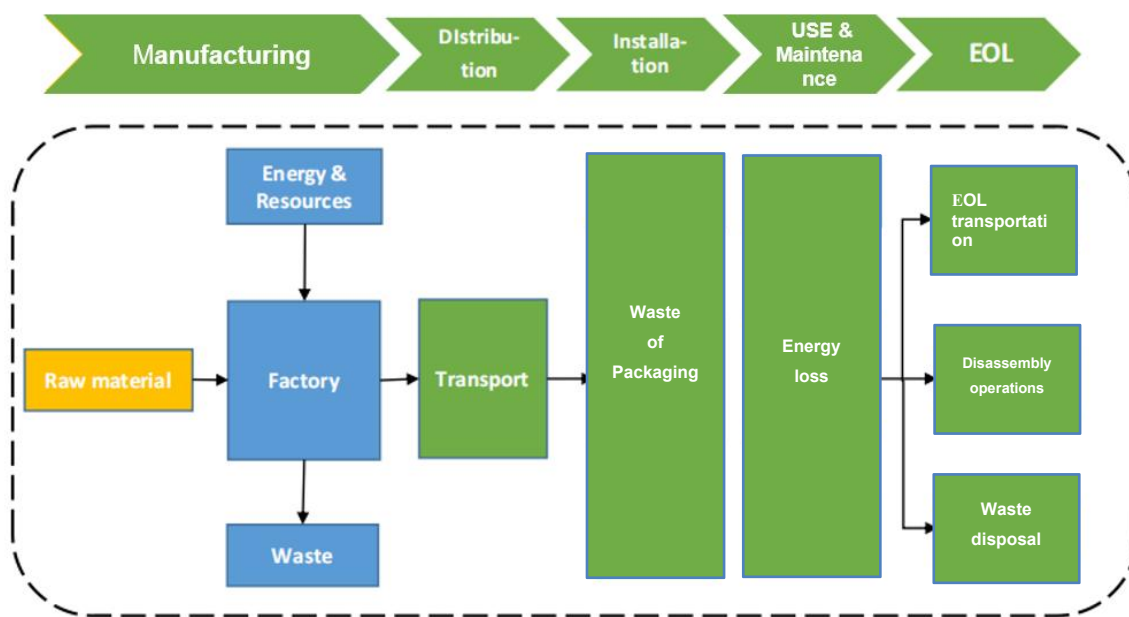 Manufacturing
DIstribu-
tion
Installa-
tion
USE &
Maintena
nce
EOL
Energy &
Resources
Raw material
Factory
Waste
Transport
Waste
of
Packaging
Energy
loss
EOL
transportati
on
Disassembly
operations
Waste
disposal